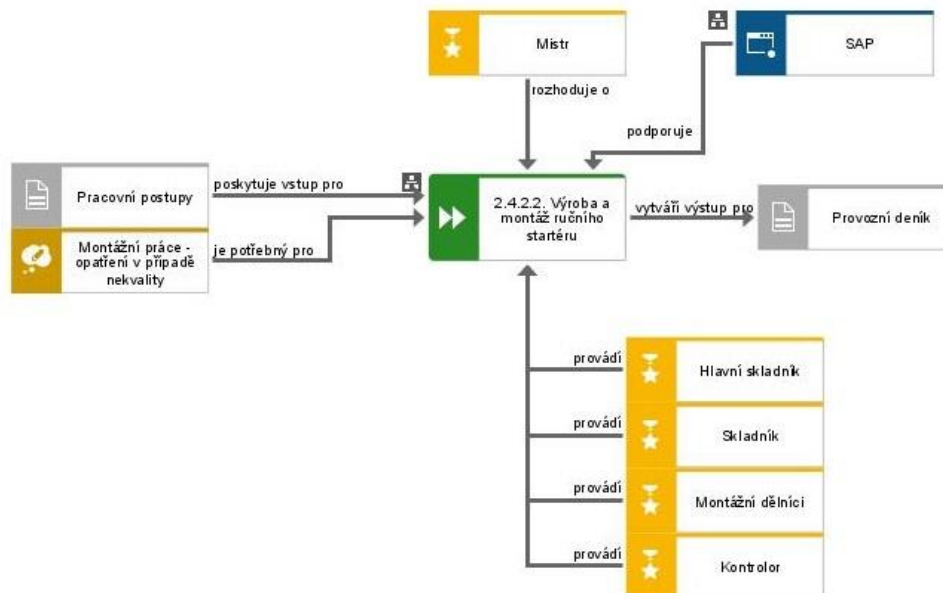 Mistr
SAP
rozhoduje o
podporuje
Pracovní postupy
poskytuje vstup pro
2.4.2.2. Výroba a
montáž ručního
startéru
vytváří výstup pro
Provozní deník
Montážní práce -
opatření v případě
nekvality
je potřebný pro
provádí
Hlavní skladník
provádí
Skladník
provádí
Montážní dělníci
provádí
Kontrolor